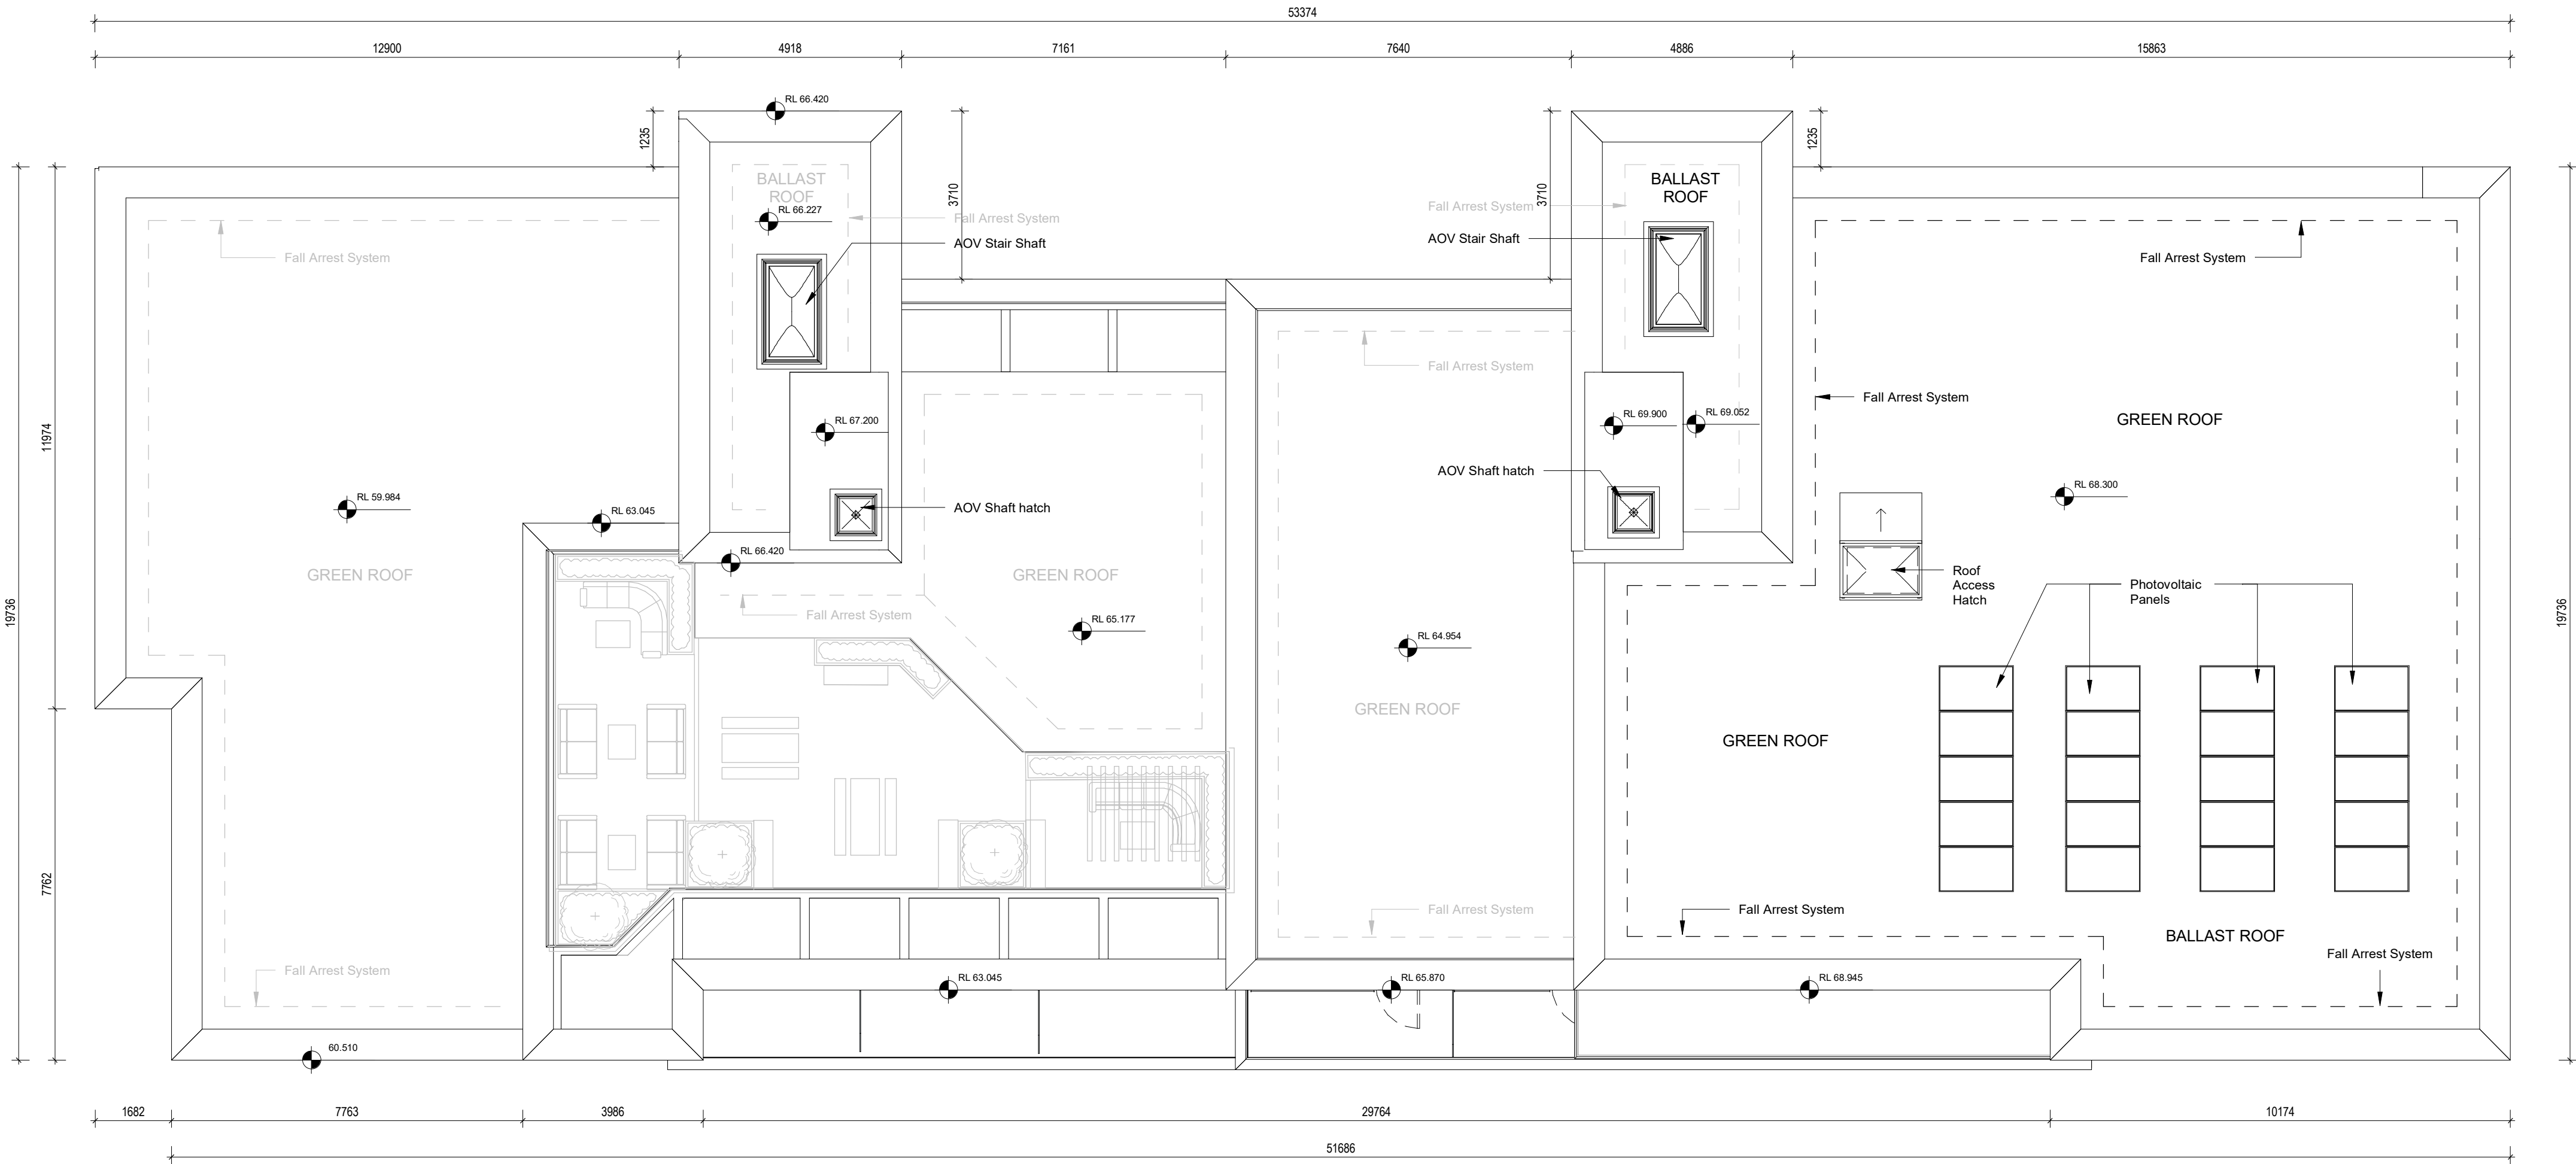 53374
12900
4918
7161
7640
4886
15863
RL 66.420
1235
3710
3710
1235
BALLAST
ROOF
RL 66.227
Fall Arrest System
AOV Stair Shaft
Fall Arrest System
BALLAST
ROOF
Fall Arrest System
AOV Stair Shaft
Fall Arrest System
Fall Arrest System
Fall Arrest System
11974
RL 67.200
RL 69.900
RL 69.052
GREEN ROOF
AOV Shaft hatch
RL 59.984
RL 63.045
AOV Shaft hatch
RL 68.300
RL 66.420
GREEN ROOF
GREEN ROOF
Roof
Access
Hatch
Photovoltaic
Panels
19736
19736
Fall Arrest System
RL 65.177
RL 64.954
GREEN ROOF
GREEN ROOF
7762
Fall Arrest System
Fall Arrest System
BALLAST ROOF
Fall Arrest System
Fall Arrest System
RL 63.045
RL 65.870
RL 68.945
60.510
1682
7763
3986
29764
10174
51686